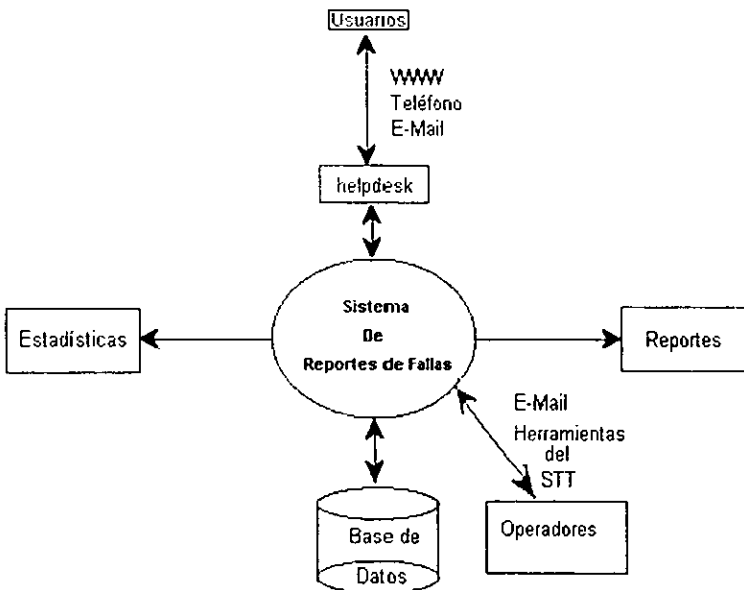 Usuarios
WWW
Teléfono
E-Mail
helpdesk
Sistema
De
Reportes de Fallas
Estadísticas
Reportes
E-Mail
Herramientas
del
STT
Operadores
Base de
Datos